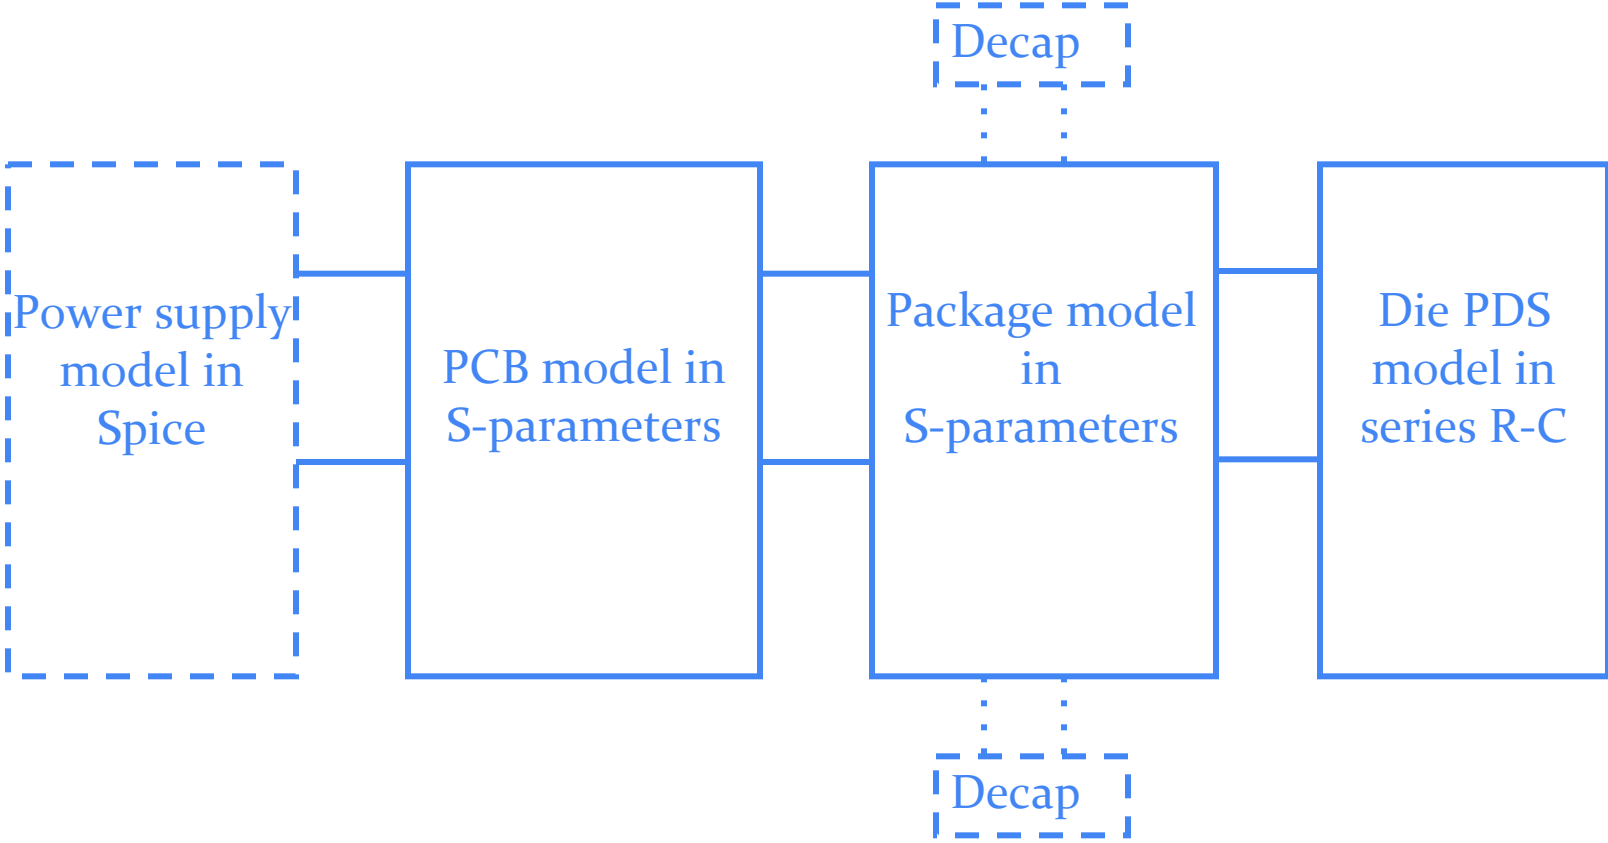 Decap
Power supply
model in
Spice
PCB model in
S-parameters
Package model
in
S-parameters
Die PDS
model in
series R-C
Decap